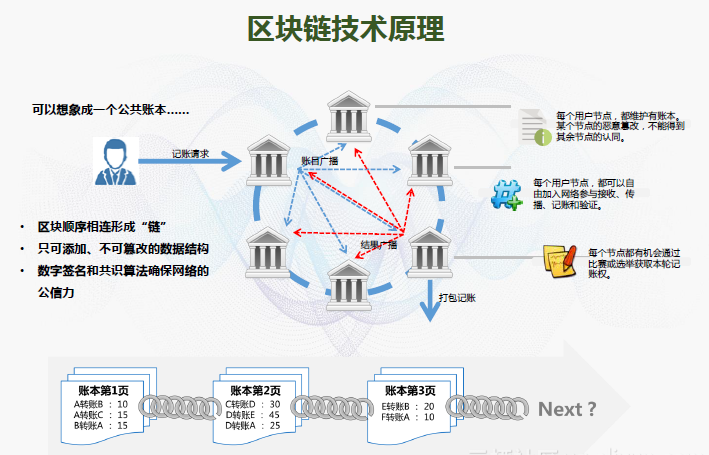 区块链技术原理
可以想象成一个公共账本......
记账请求
账目广播
结果广播
打包记账
每个用户节点，都维护有账本。
某个节点的恶意篡改，不能得到
其余节点的认同。
每个用户节点，都可以自
由加入网络参与接收、传
播、记账和验证。
每个节点都有机会通过
比赛或选举获取本轮记
账权。
• 区块顺序相连形成“链”
• 只可添加、不可篡改的数据结构
• 数字签名和共识算法确保网络的
公信力
账本第1页
A转账B ： 10
A转账C ： 15
B转账A ： 15
账本第2页
C转账D ： 30
D转账E ： 45
D转账A ： 25
账本第3页
E转账B ： 20
F转账A ： 10
Next ?